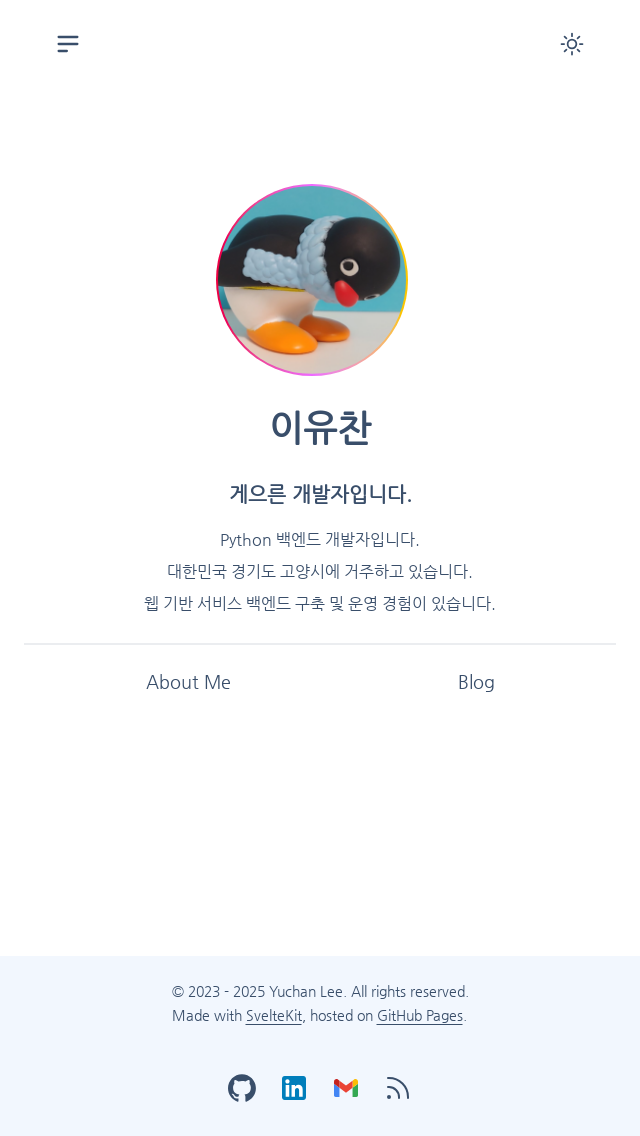 이유찬
게으른 개발자입니다.
Python 백엔드 개발자입니다.
대한민국 경기도 고양시에 거주하고 있습니다.
웹 기반 서비스 백엔드 구축 및 운영 경험이 있습니다.
About Me
Blog
© 2023 - 2025 Yuchan Lee. All rights reserved.
Made with SvelteKit, hosted on GitHub Pages.